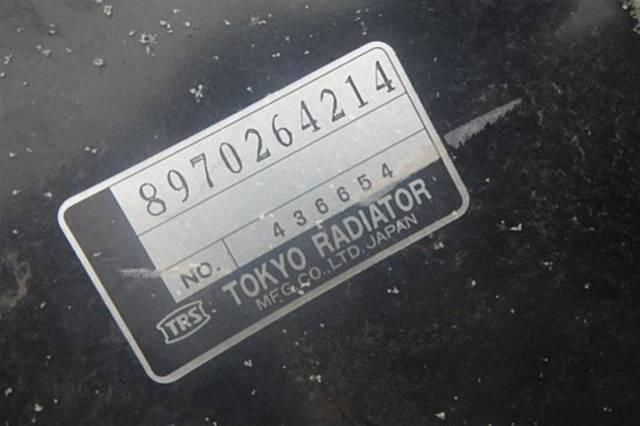 8970264214
NO. 436654
TRS TOKYO RADIATOR
MFG.CO., LTD. JAPAN